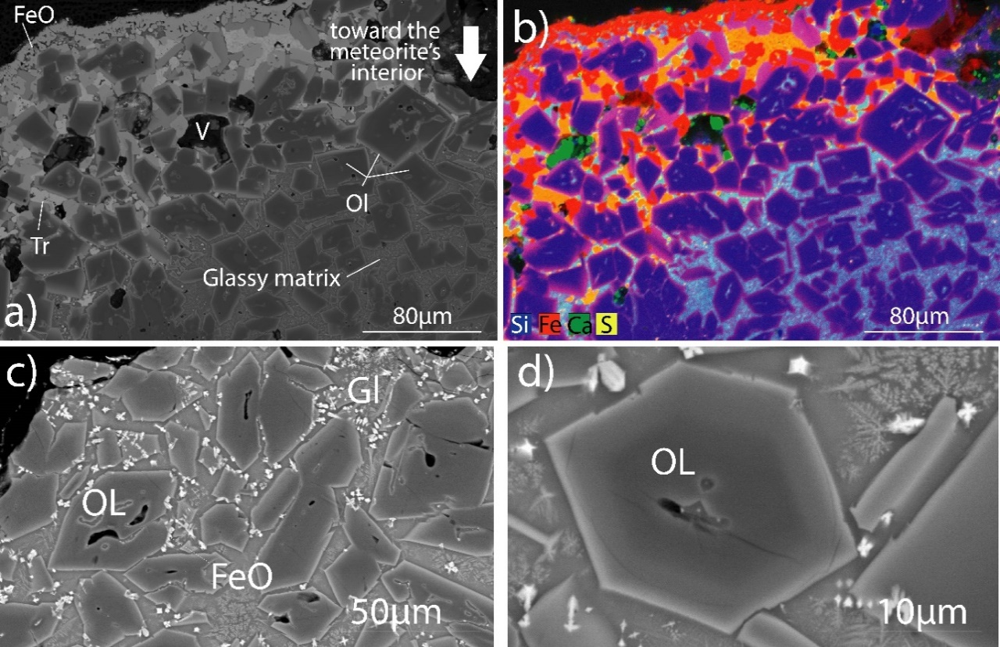 FeO
toward the
meteorite's
interior
V
Ol
Tr
Glassy matrix
a)
80μm
b)
Si Fe Ca S
80μm
c)
Gl
OL
FeO
50μm
d)
OL
10μm